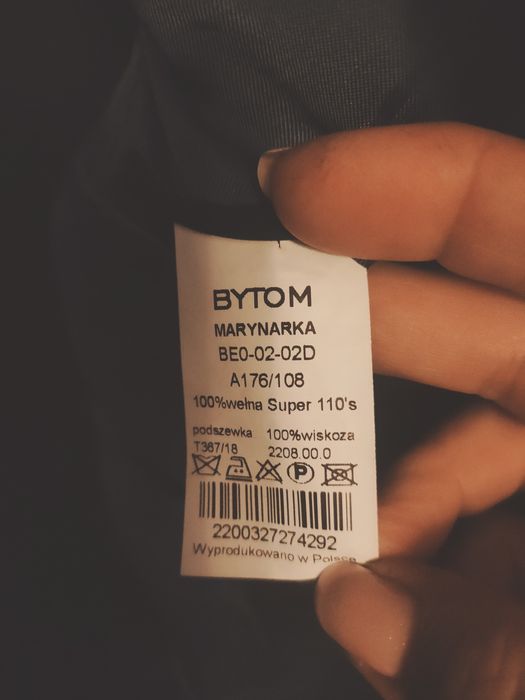 BYTOM
MARYNARKA
BE0-02-02D
A176/108
100%wełna Super 110's
podszewka 100%wiskoza
T367/18 2208.00.0
P
2200327274292
Wyprodukowano w Polsce